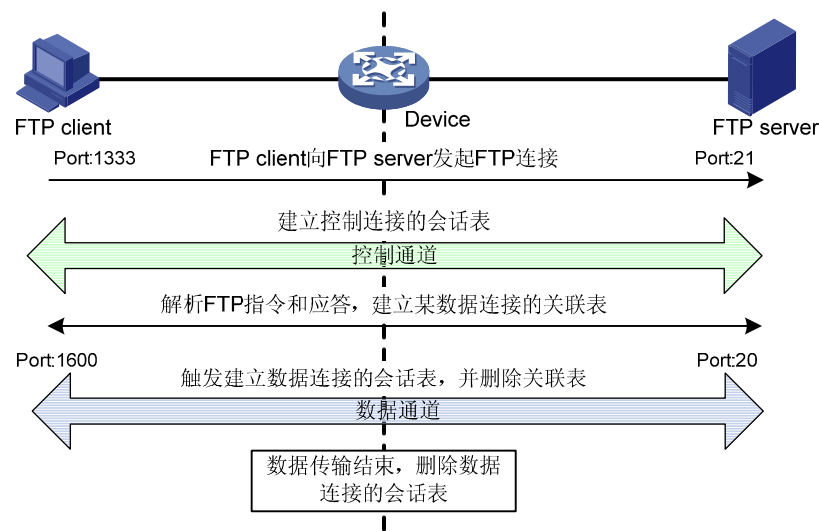 FTP client
Device
FTP server
Port:1333
FTP client向FTP server发起FTP连接
Port:21
建立控制连接的会话表
控制通道
解析FTP指令和应答，建立某数据连接的关联表
Port:1600
Port:20
触发建立数据连接的会话表，并删除关联表
数据通道
数据传输结束，删除数据
连接的会话表